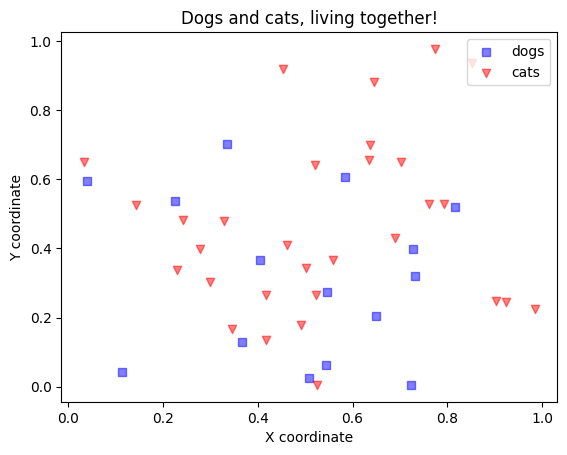 Dogs and cats, living together!
dogs
cats
1.0
0.8
0.6
0.4
0.2
0.0
Y coordinate
0.0 0.2 0.4 0.6 0.8 1.0
X coordinate